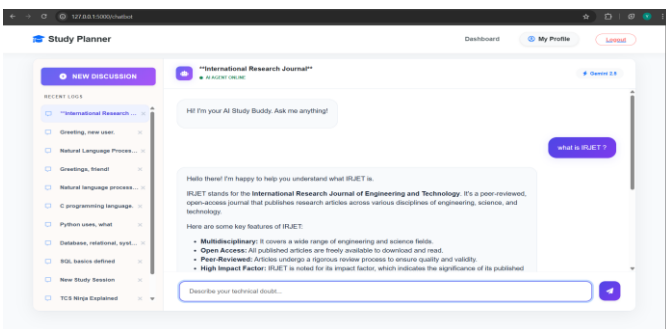 127.0.0.1:5000/chatbot
Study Planner
Dashboard
My Profile
Logout
NEW DISCUSSION
RECENT LOGS
**International Research ...
Greeting, new user.
Natural Language Proces...
Greetings, friend!
Natural language process...
C programming language.
Python uses, what
Database, relational, syst...
SQL basics defined
New Study Session
TCS Ninja Explained
**International Research Journal**
AI AGENT ONLINE
Gemini 2.5
Hi! I'm your AI Study Buddy. Ask me anything!
what is IRJET ?
Hello there! I'm happy to help you understand what IRJET is.
IRJET stands for the International Research Journal of Engineering and Technology. It's a peer-reviewed,
open-access journal that publishes research articles across various disciplines of engineering, science, and
technology.
Here are some key features of IRJET:
• Multidisciplinary: It covers a wide range of engineering and science fields.
• Open Access: All published articles are freely available to download and read.
• Peer-Reviewed: Articles undergo a rigorous review process to ensure quality and validity.
• High Impact Factor: IRJET is noted for its impact factor, which indicates the significance of its published
Describe your technical doubt...